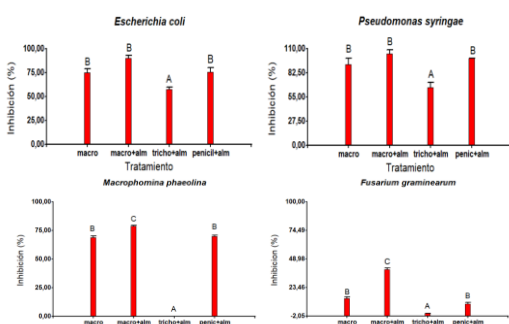 Escherichia coli
Inhibición (%)
100,00
75,00
50,00
25,00
0,00
B
B
A
B
macro
macro+alm
tricho+alm
penicil+alm
Tratamiento
Pseudomonas syringae
Inhibición (%)
110,00
82,50
55,00
27,50
0,00
B
B
A
B
macro
macro+alm
tricho+alm
penic+alm
Tratamiento
Macrophomina phaeolina
Inhibición (%)
100,00
75,00
50,00
25,00
0,00
B
C
A
B
macro
macro+alm
tricho+alm
penic+alm
Fusarium graminearum
Inhibición (%)
100,00
74,49
48,98
23,46
-2,05
B
C
A
B
macro
macro+alm
tricho+alm
penic+alm